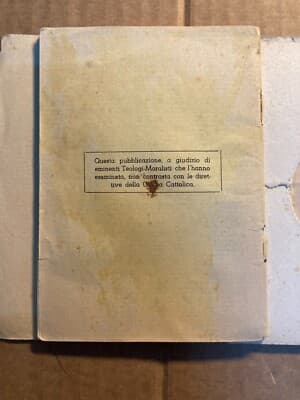 Questa pubblicazione, a giudizio di
eminenti Teologi-Moralisti che l'hanno
esaminata, non contrasta con le diret-
tive della Cattolica.